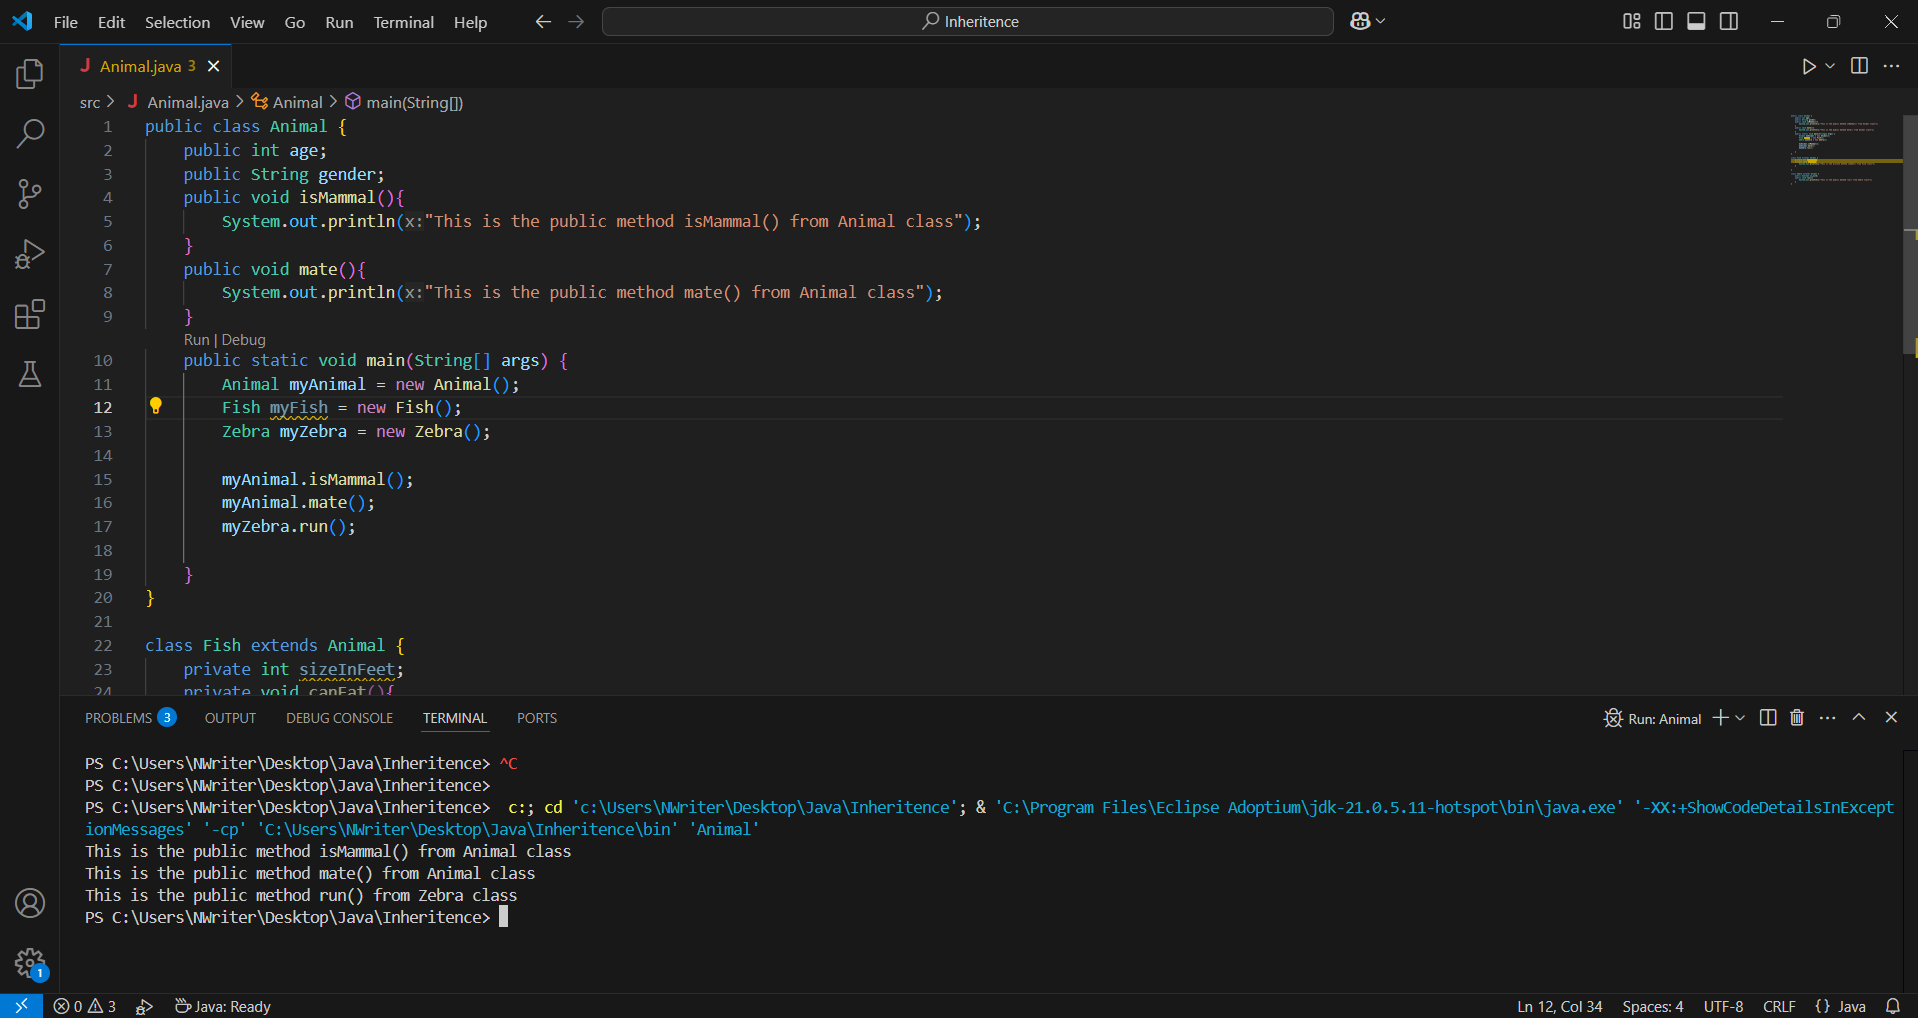 File Edit Selection View Go Run Terminal Help Inheritence
Animal.java 3
src > Animal.java > Animal > main(String[])
1 public class Animal {
2 public int age;
3 public String gender;
4 public void isMammal(){
5 System.out.println(x:"This is the public method isMammal() from Animal class");
6 }
7 public void mate(){
8 System.out.println(x:"This is the public method mate() from Animal class");
9 }
Run | Debug
10 public static void main(String[] args) {
11 Animal myAnimal = new Animal();
12 Fish myFish = new Fish();
13 Zebra myZebra = new Zebra();
14
15 myAnimal.isMammal();
16 myAnimal.mate();
17 myZebra.run();
18
19 }
20 }
21
22 class Fish extends Animal {
23 private int sizeInFeet;
24 private void canEat(){
PROBLEMS 3 OUTPUT DEBUG CONSOLE TERMINAL PORTS Run: Animal
PS C:\Users\NWriter\Desktop\Java\Inheritence> ^C
PS C:\Users\NWriter\Desktop\Java\Inheritence>
PS C:\Users\NWriter\Desktop\Java\Inheritence> c:; cd 'c:\Users\NWriter\Desktop\Java\Inheritence'; & 'C:\Program Files\Eclipse Adoptium\jdk-21.0.5.11-hotspot\bin\java.exe' '-XX:+ShowCodeDetailsInExcept
ionMessages' '-cp' 'C:\Users\NWriter\Desktop\Java\Inheritence\bin' 'Animal'
This is the public method isMammal() from Animal class
This is the public method mate() from Animal class
This is the public method run() from Zebra class
PS C:\Users\NWriter\Desktop\Java\Inheritence>
1
0 3 Java: Ready Ln 12, Col 34 Spaces: 4 UTF-8 CRLF {} Java